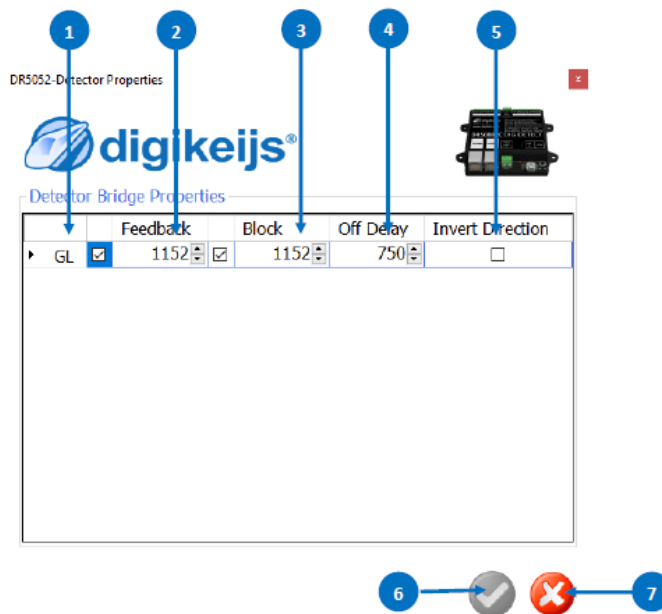 1 2 3 4 5
DR5052-Detector Properties
x
digikeijs®
Detector Bridge Properties
Feedback Block Off Delay Invert Direction
GL 1152 1152 750
6 7